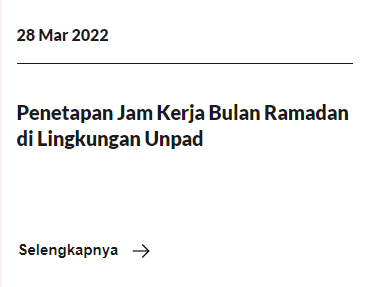 28 Mar 2022
Penetapan Jam Kerja Bulan Ramadan
di Lingkungan Unpad
Selengkapnya →